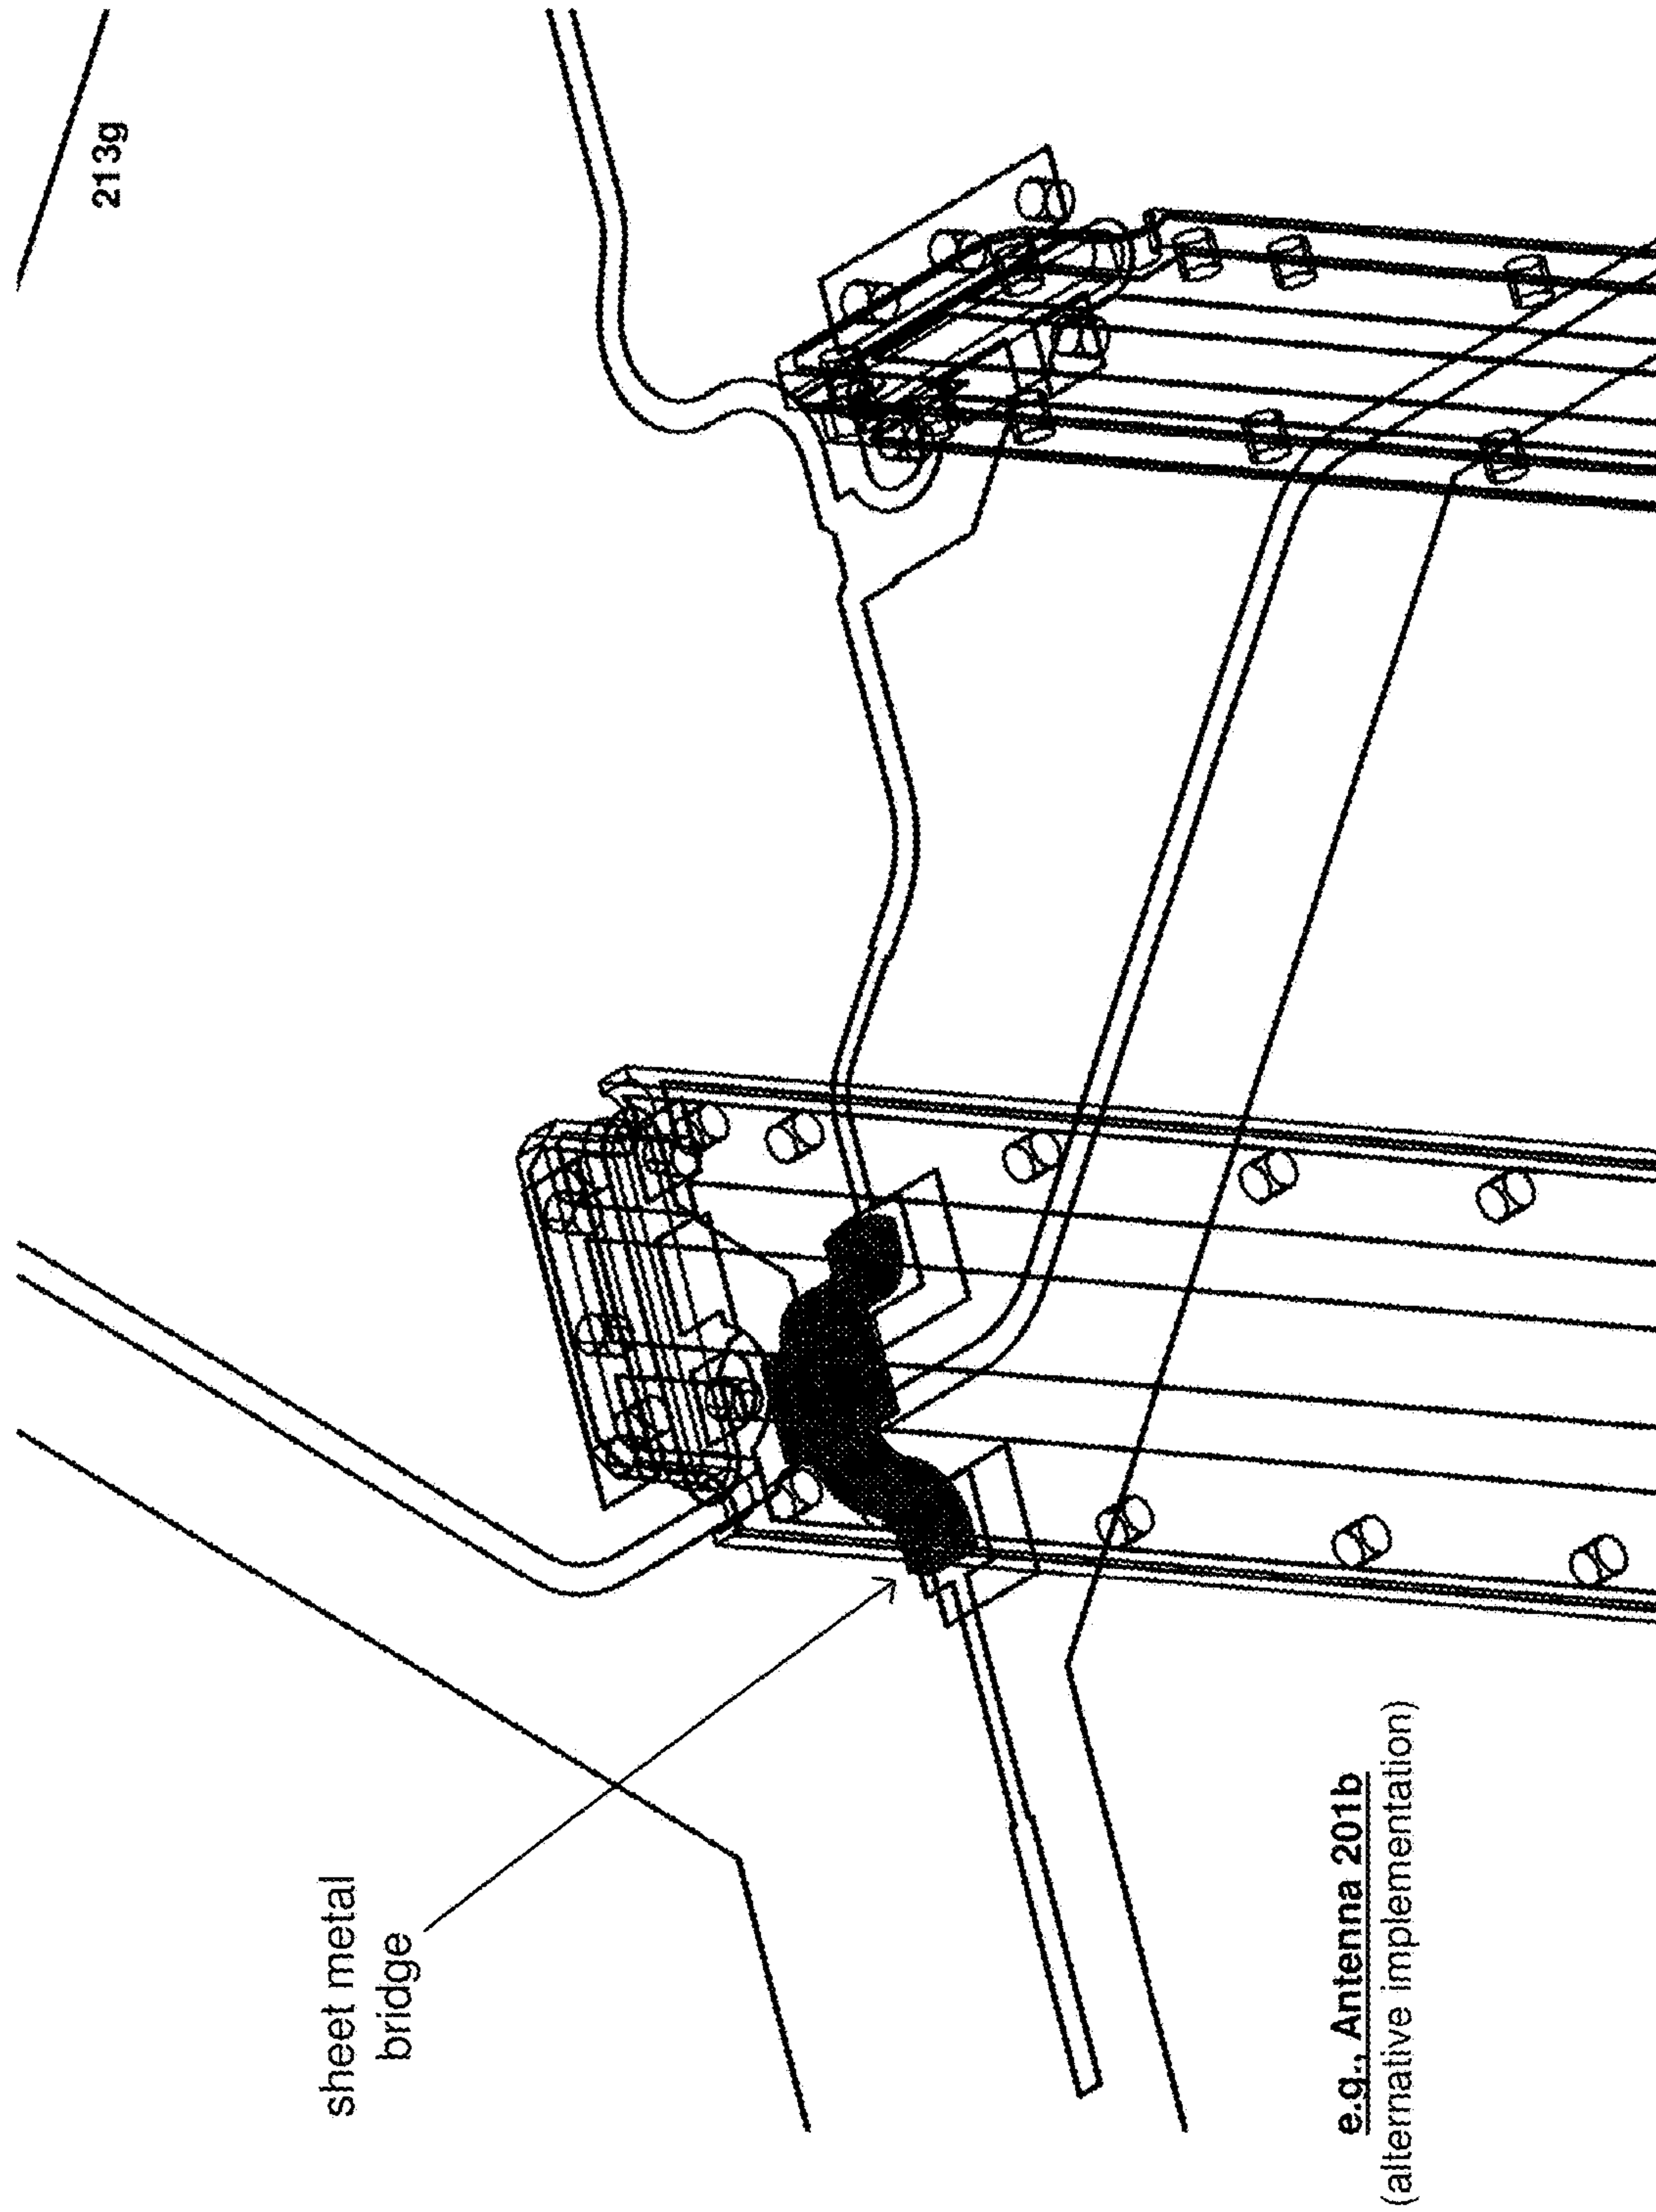 213g
sheet metal
bridge
e.g., Antenna 201b
(alternative implementation)